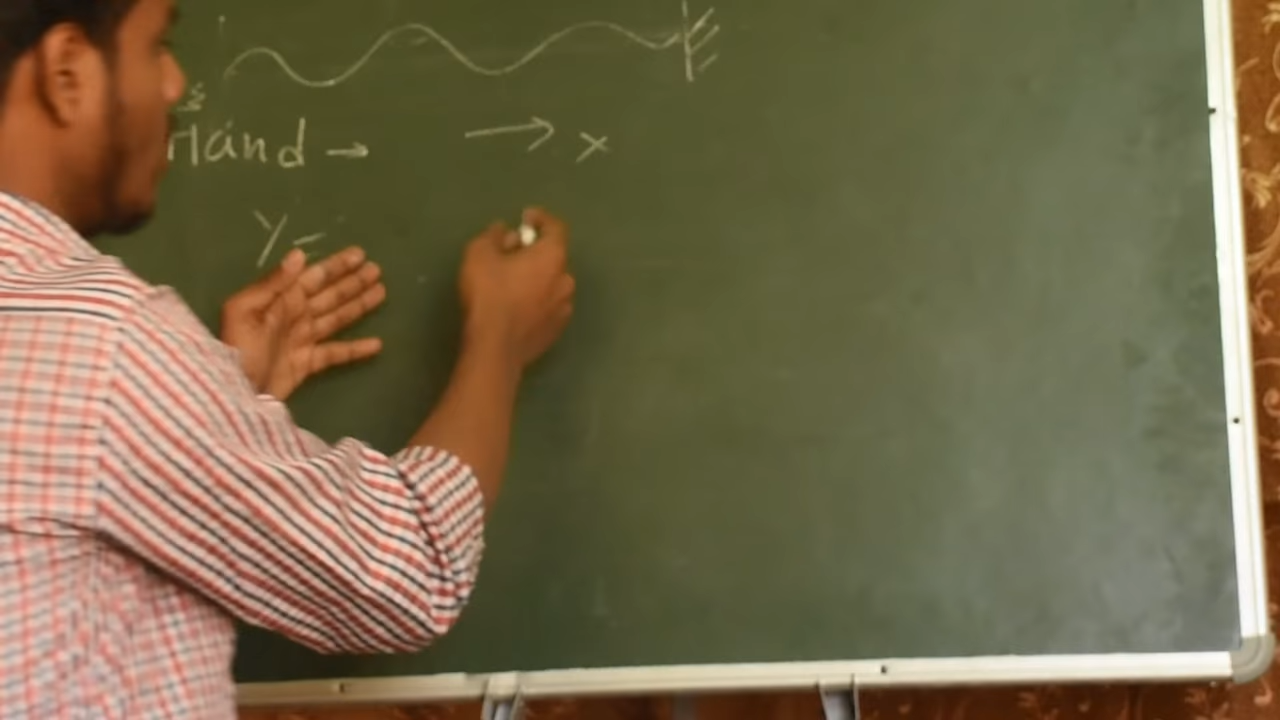 Hand → → x
y =